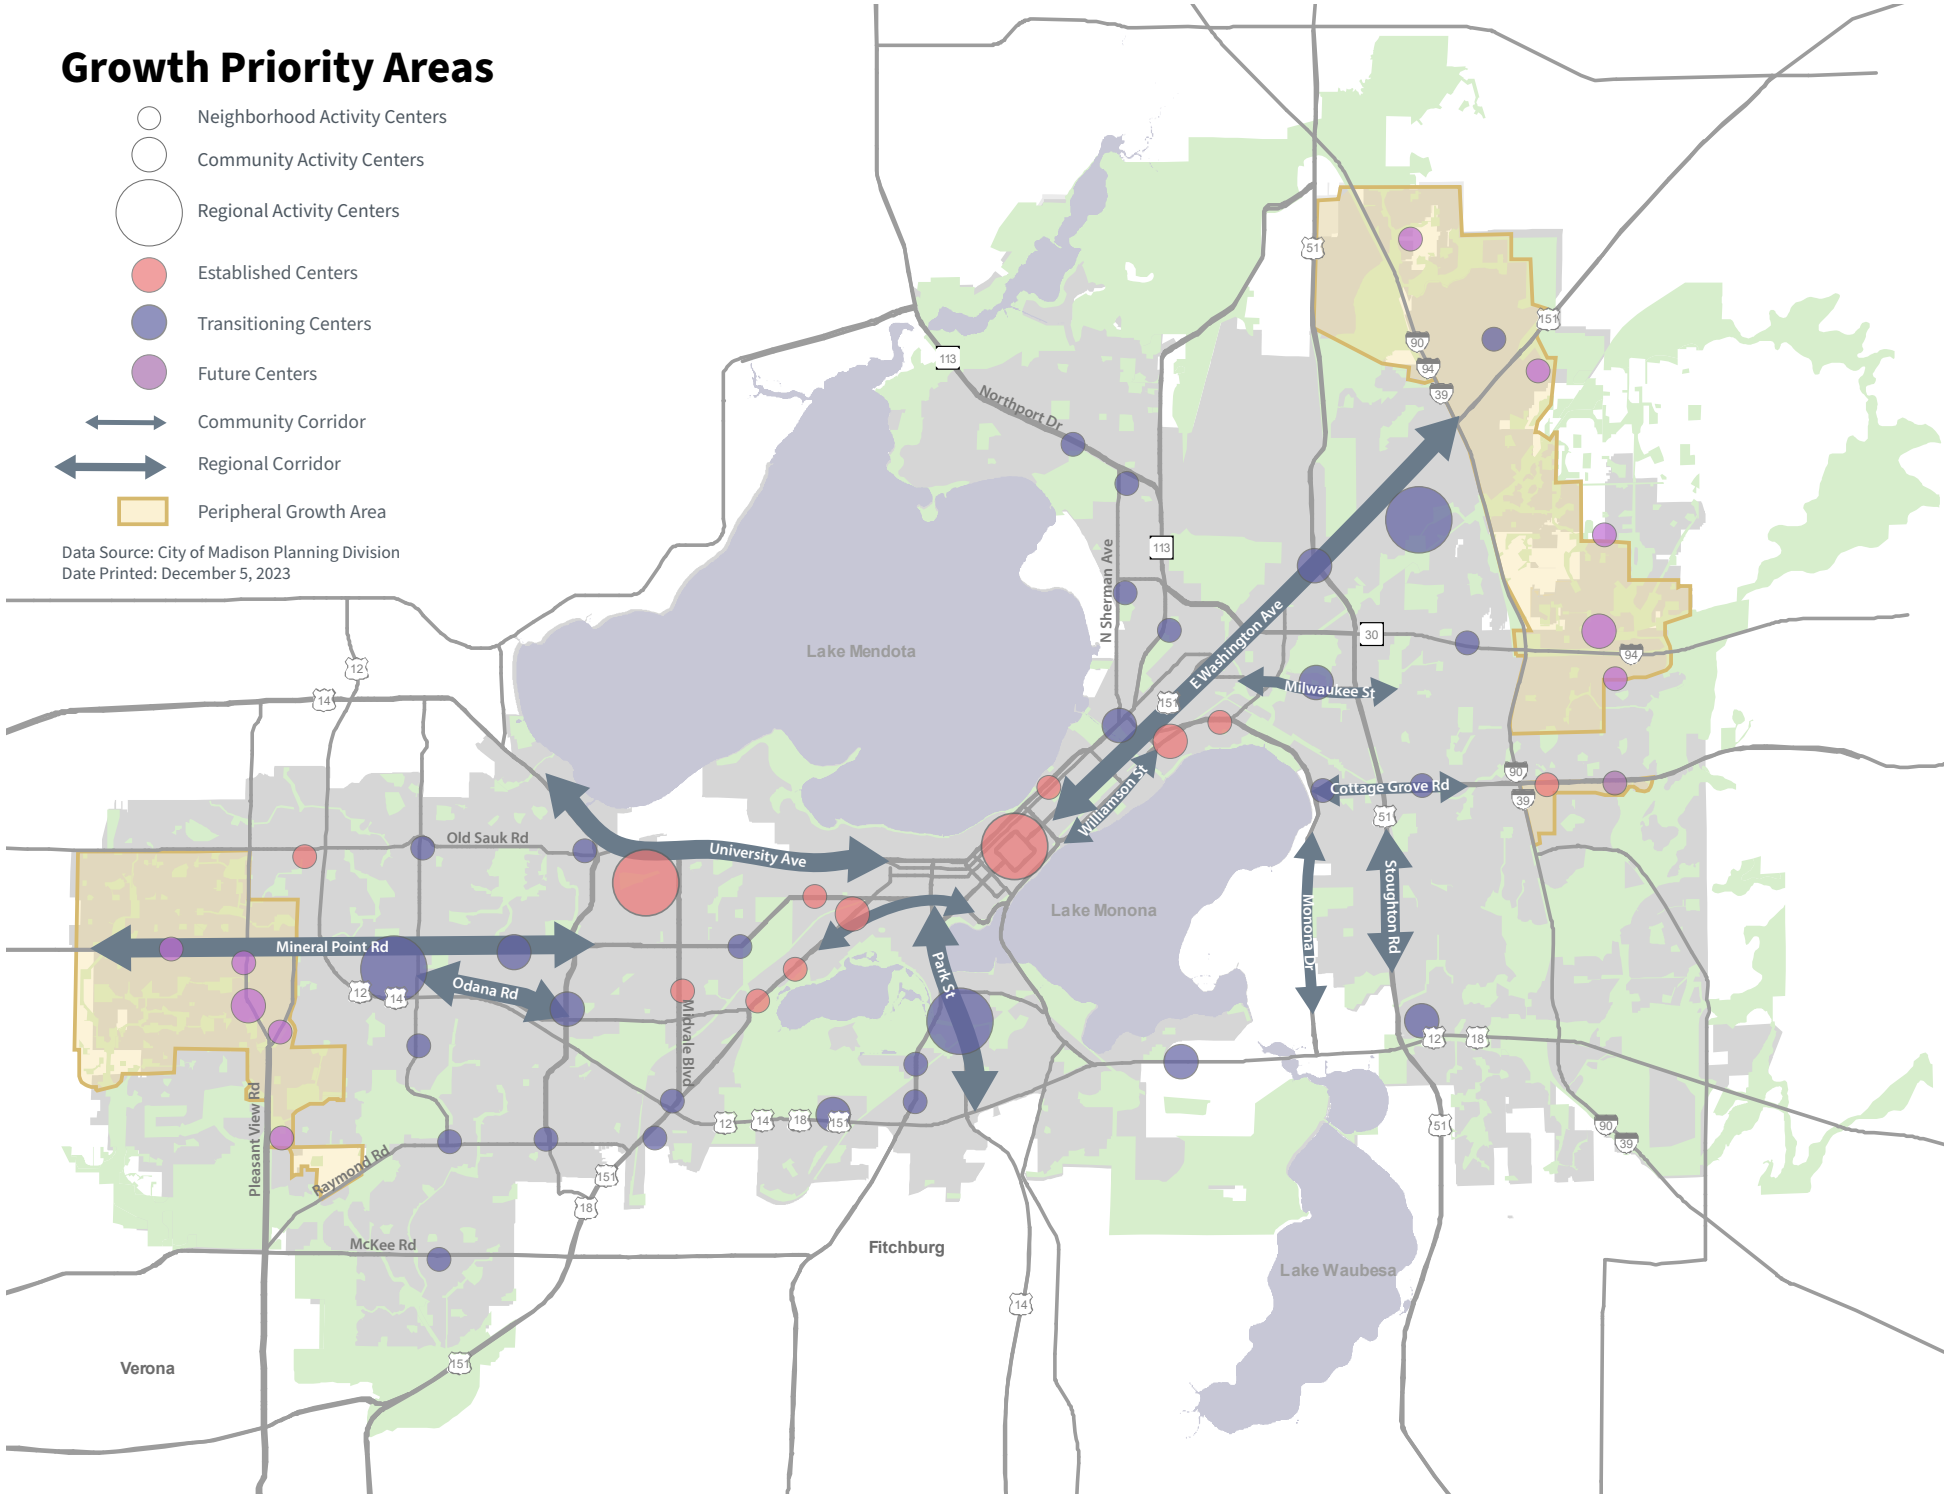 Growth Priority Areas
Neighborhood Activity Centers
Community Activity Centers
Regional Activity Centers
Established Centers
Transitioning Centers
Future Centers
Community Corridor
Regional Corridor
Peripheral Growth Area
Data Source: City of Madison Planning Division
Date Printed: December 5, 2023
51
151
113
90
94
39
Northport Dr
113
N Sherman Ave
E Washington Ave
30
Lake Mendota
94
12
14
151
Milwaukee St
90
39
Cottage Grove Rd
51
Williamson St
Old Sauk Rd
University Ave
Lake Monona
Monona Dr
Stoughton Rd
Mineral Point Rd
Park St
Odana Rd
12
14
Midvale Blvd
12
18
Pleasant View Rd
12
14
18
151
51
90
39
Raymond Rd
151
18
McKee Rd
Fitchburg
Lake Waubesa
14
Verona
151